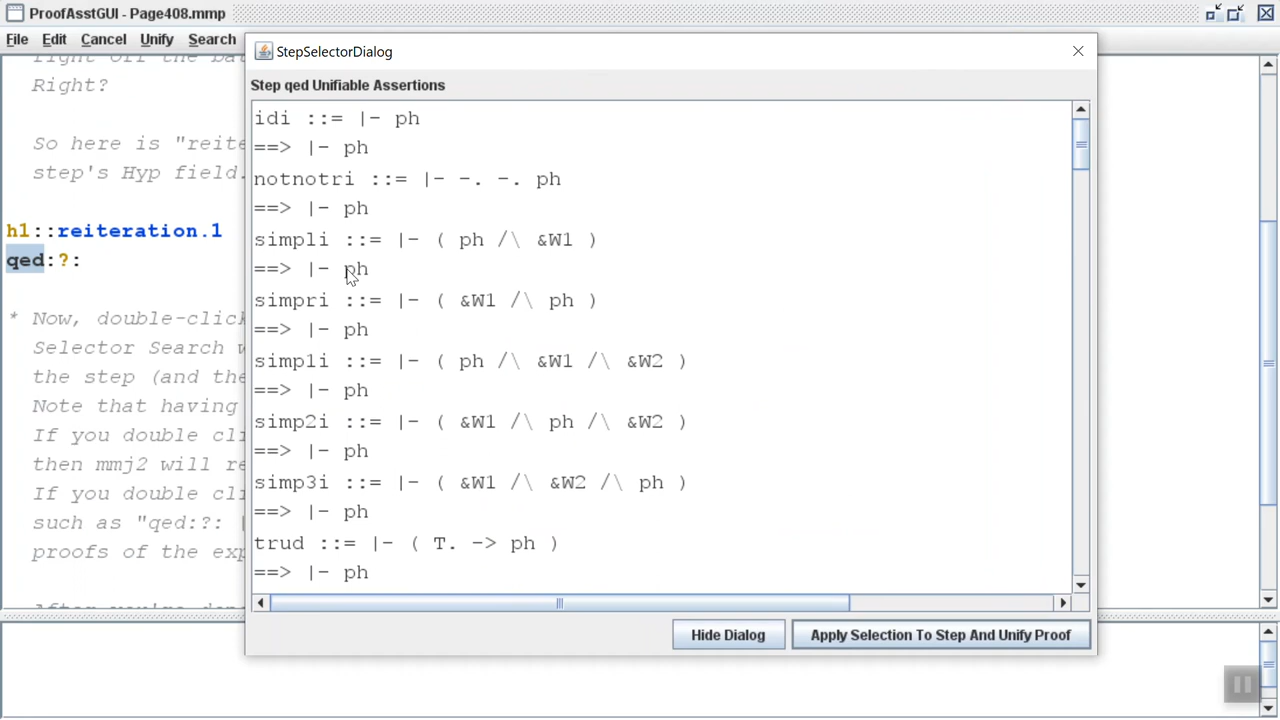 ProofAsstGUI - Page408.mmp
File Edit Cancel Unify Search
Right?
So here is "reite
step's Hyp field.
h1::reiteration.1
qed:?:
* Now, double-click
Selector Search w
the step (and the
Note that having
If you double cli
then mmj2 will re
If you double cli
such as "qed:?: |
proofs of the exp
StepSelectorDialog
Step qed Unifiable Assertions
idi ::= |- ph
==> |- ph
notnotri ::= |- -. -. ph
==> |- ph
simpli ::= |- ( ph /\ &W1 )
==> |- ph
simpri ::= |- ( &W1 /\ ph )
==> |- ph
simp1i ::= |- ( ph /\ &W1 /\ &W2 )
==> |- ph
simp2i ::= |- ( &W1 /\ ph /\ &W2 )
==> |- ph
simp3i ::= |- ( &W1 /\ &W2 /\ ph )
==> |- ph
trud ::= |- ( T. -> ph )
==> |- ph
Hide Dialog
Apply Selection To Step And Unify Proof